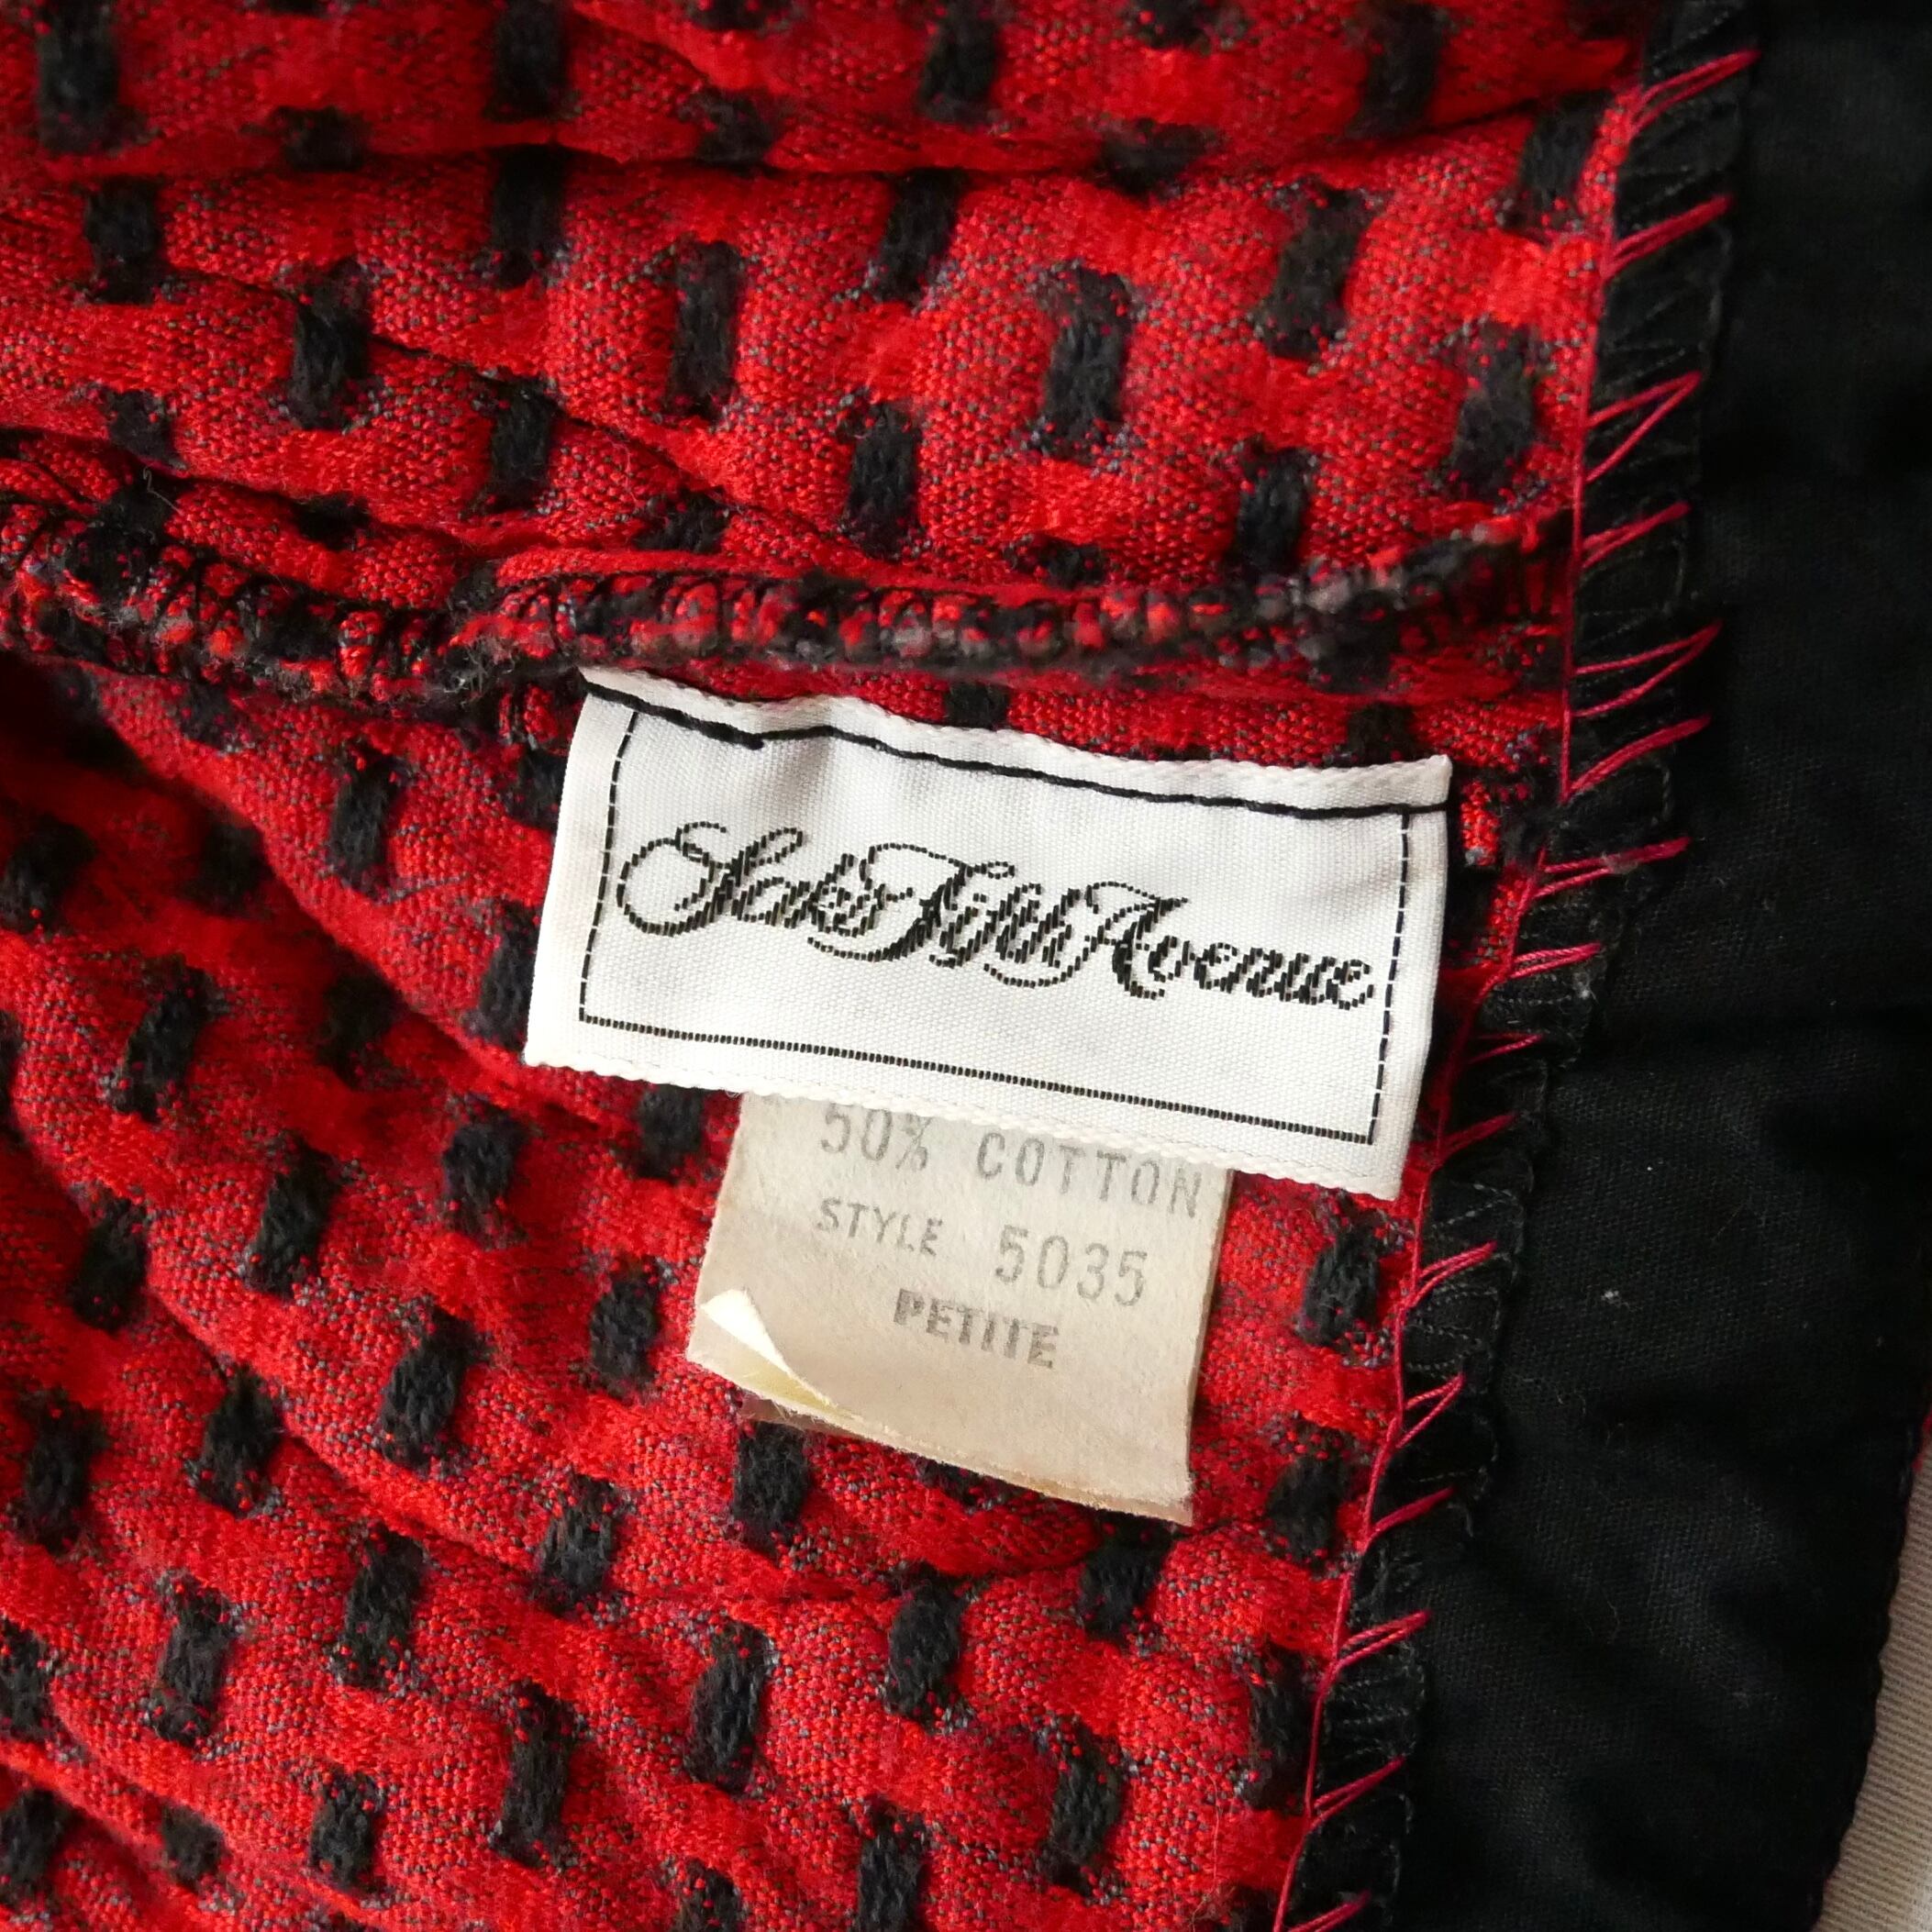 Saks Fifth Avenue
50% COTTON
STYLE 5035
PETITE